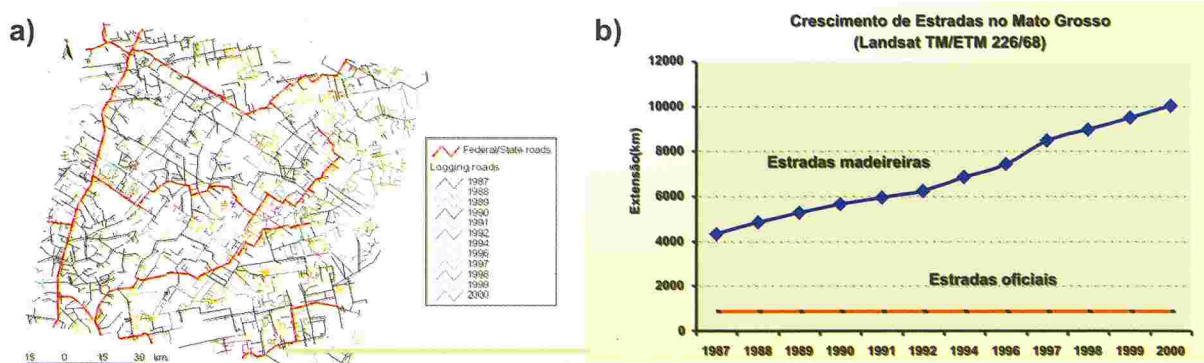 a)
Federal/State roads
Logging roads
1987
1988
1989
1990
1991
1992
1994
1996
1997
1998
1999
2000
15 0 15 30 km.
b)
Crescimento de Estradas no Mato Grosso
(Landsat TM/ETM 226/68)
Extensão(km)
12000
10000
8000
6000
4000
2000
0
Estradas madeireiras
Estradas oficiais
1987 1988 1989 1990 1991 1992 1994 1996 1997 1998 1999 2000